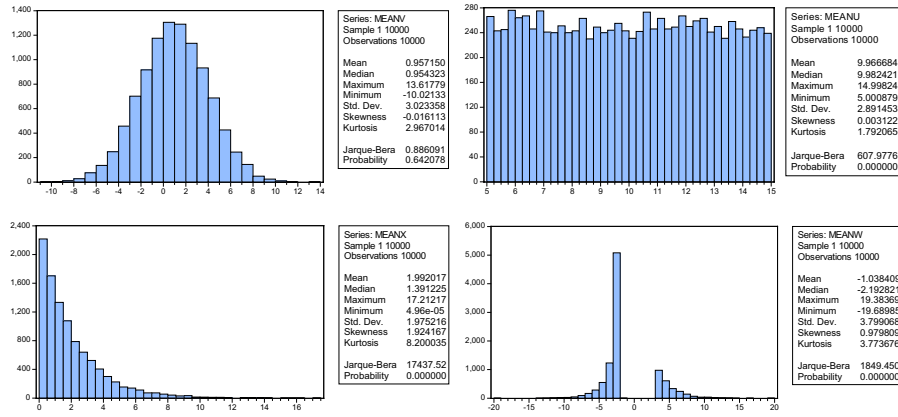 1,400
1,200
1,000
800
600
400
200
0
-10 -8 -6 -4 -2 0 2 4 6 8 10 12 14
Series: MEANV
Sample 1 10000
Observations 10000
Mean 0.957150
Median 0.954323
Maximum 13.61779
Minimum -10.02133
Std. Dev. 3.023358
Skewness -0.016113
Kurtosis 2.967014
Jarque-Bera 0.886091
Probability 0.642078
280
240
200
160
120
80
40
0
5 6 7 8 9 10 11 12 13 14 15
Series: MEANU
Sample 1 10000
Observations 10000
Mean 9.966684
Median 9.982421
Maximum 14.99824
Minimum 5.000879
Std. Dev. 2.891453
Skewness 0.003122
Kurtosis 1.792065
Jarque-Bera 607.9776
Probability 0.000000
2,400
2,000
1,600
1,200
800
400
0
0 2 4 6 8 10 12 14 16
Series: MEANX
Sample 1 10000
Observations 10000
Mean 1.992017
Median 1.391225
Maximum 17.21217
Minimum 4.96e-05
Std. Dev. 1.975216
Skewness 1.924167
Kurtosis 8.200035
Jarque-Bera 17437.52
Probability 0.000000
6,000
5,000
4,000
3,000
2,000
1,000
0
-20 -15 -10 -5 0 5 10 15 20
Series: MEANW
Sample 1 10000
Observations 10000
Mean -1.038409
Median -2.192821
Maximum 19.38369
Minimum -19.68985
Std. Dev. 3.799068
Skewness 0.979809
Kurtosis 3.773676
Jarque-Bera 1849.450
Probability 0.000000